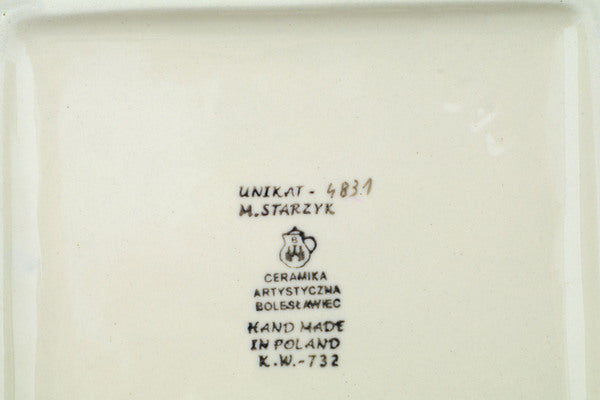 UNIKAT - 4831
M.STARZYK
B
CERAMIKA
ARTYSTYCZNA
BOLESŁAWIEC
HAND MADE
IN POLAND
K.W.-732